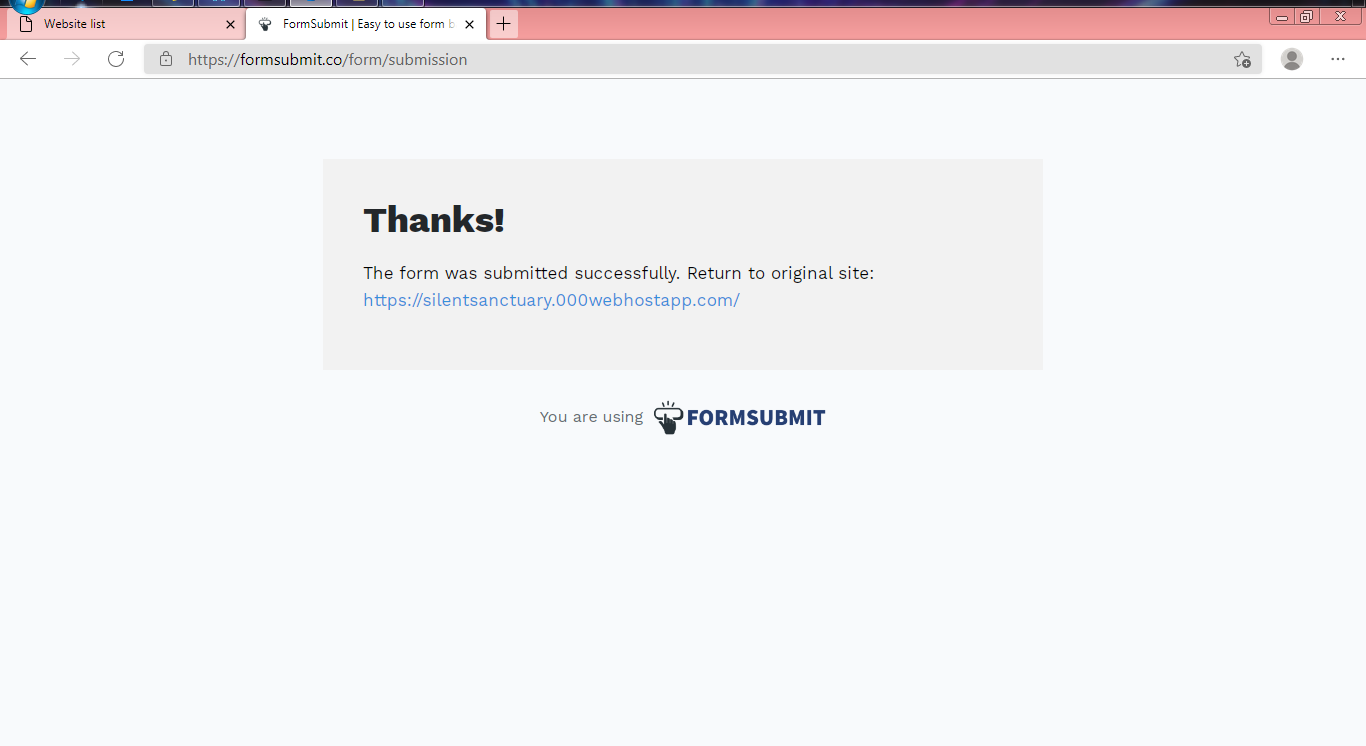 Website list
FormSubmit | Easy to use form b
https://formsubmit.co/form/submission
Thanks!
The form was submitted successfully. Return to original site:
https://silentsanctuary.000webhostapp.com/
You are using FORMSUBMIT